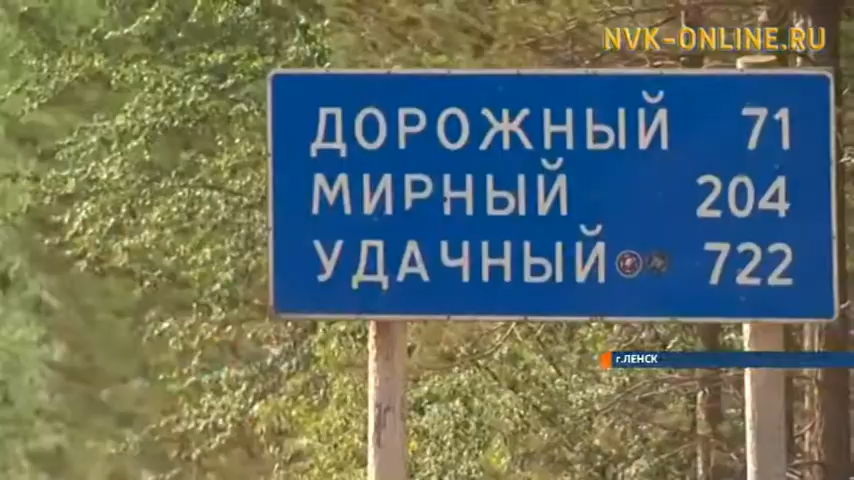 NVK-ONLINE.RU
ДОРОЖНЫЙ 71
МИРНЫЙ 204
УДАЧНЫЙ 722
г.ЛЕНСК